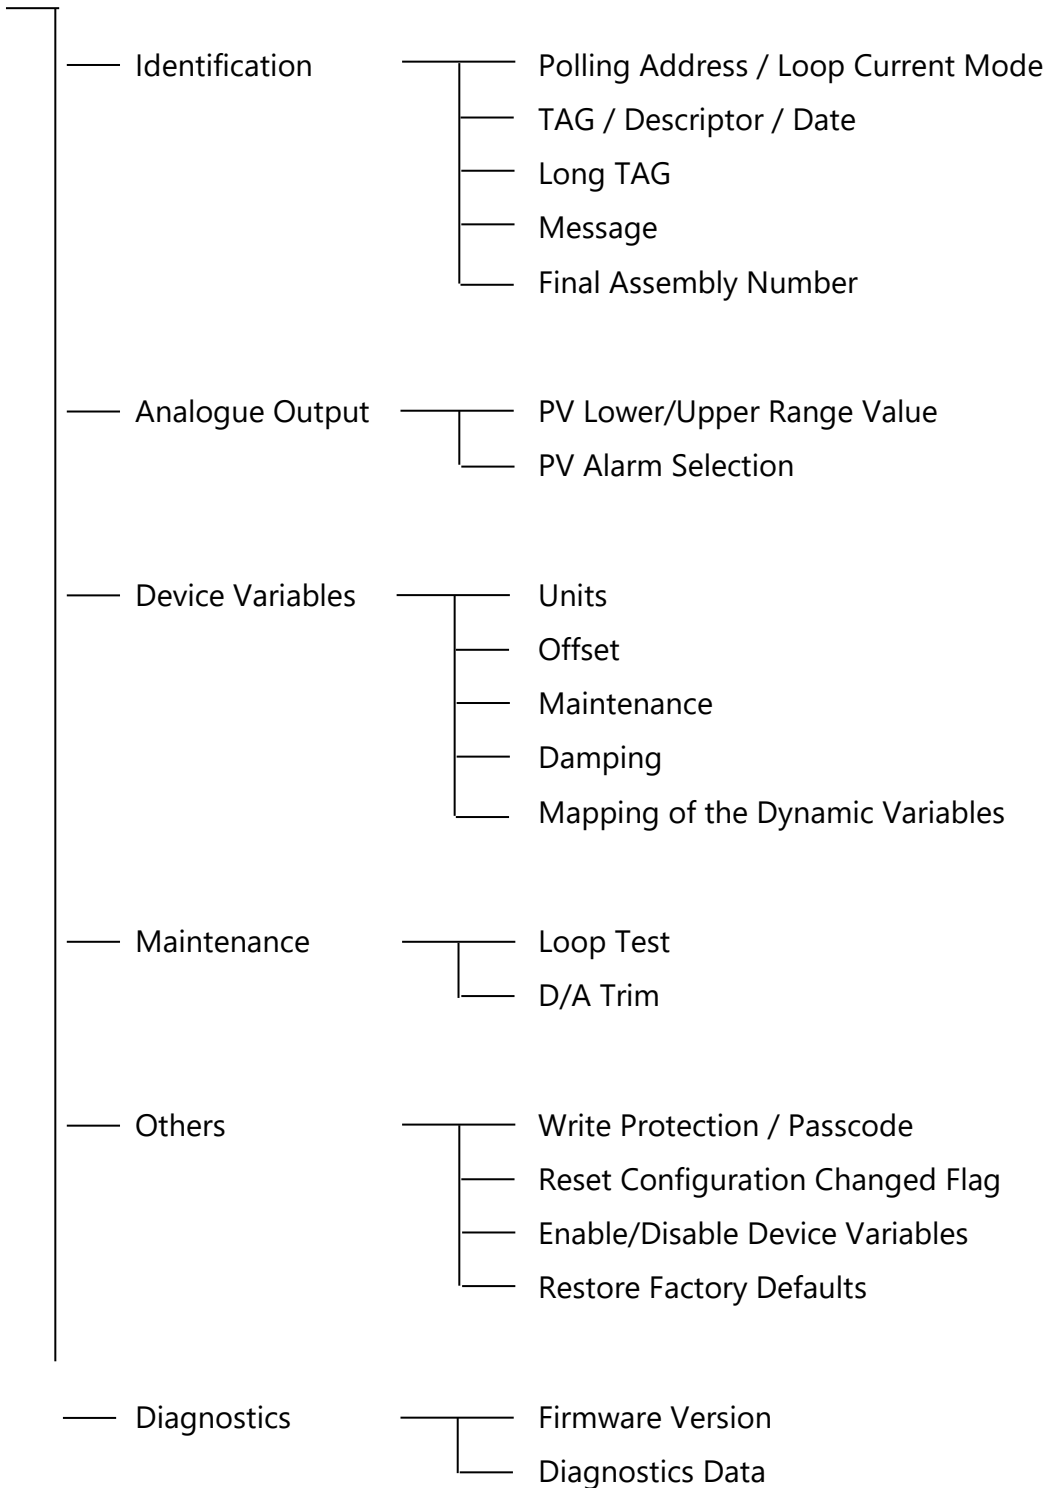 Identification
Polling Address / Loop Current Mode
TAG / Descriptor / Date
Long TAG
Message
Final Assembly Number
Analogue Output
PV Lower/Upper Range Value
PV Alarm Selection
Device Variables
Units
Offset
Maintenance
Damping
Mapping of the Dynamic Variables
Maintenance
Loop Test
D/A Trim
Others
Write Protection / Passcode
Reset Configuration Changed Flag
Enable/Disable Device Variables
Restore Factory Defaults
Diagnostics
Firmware Version
Diagnostics Data